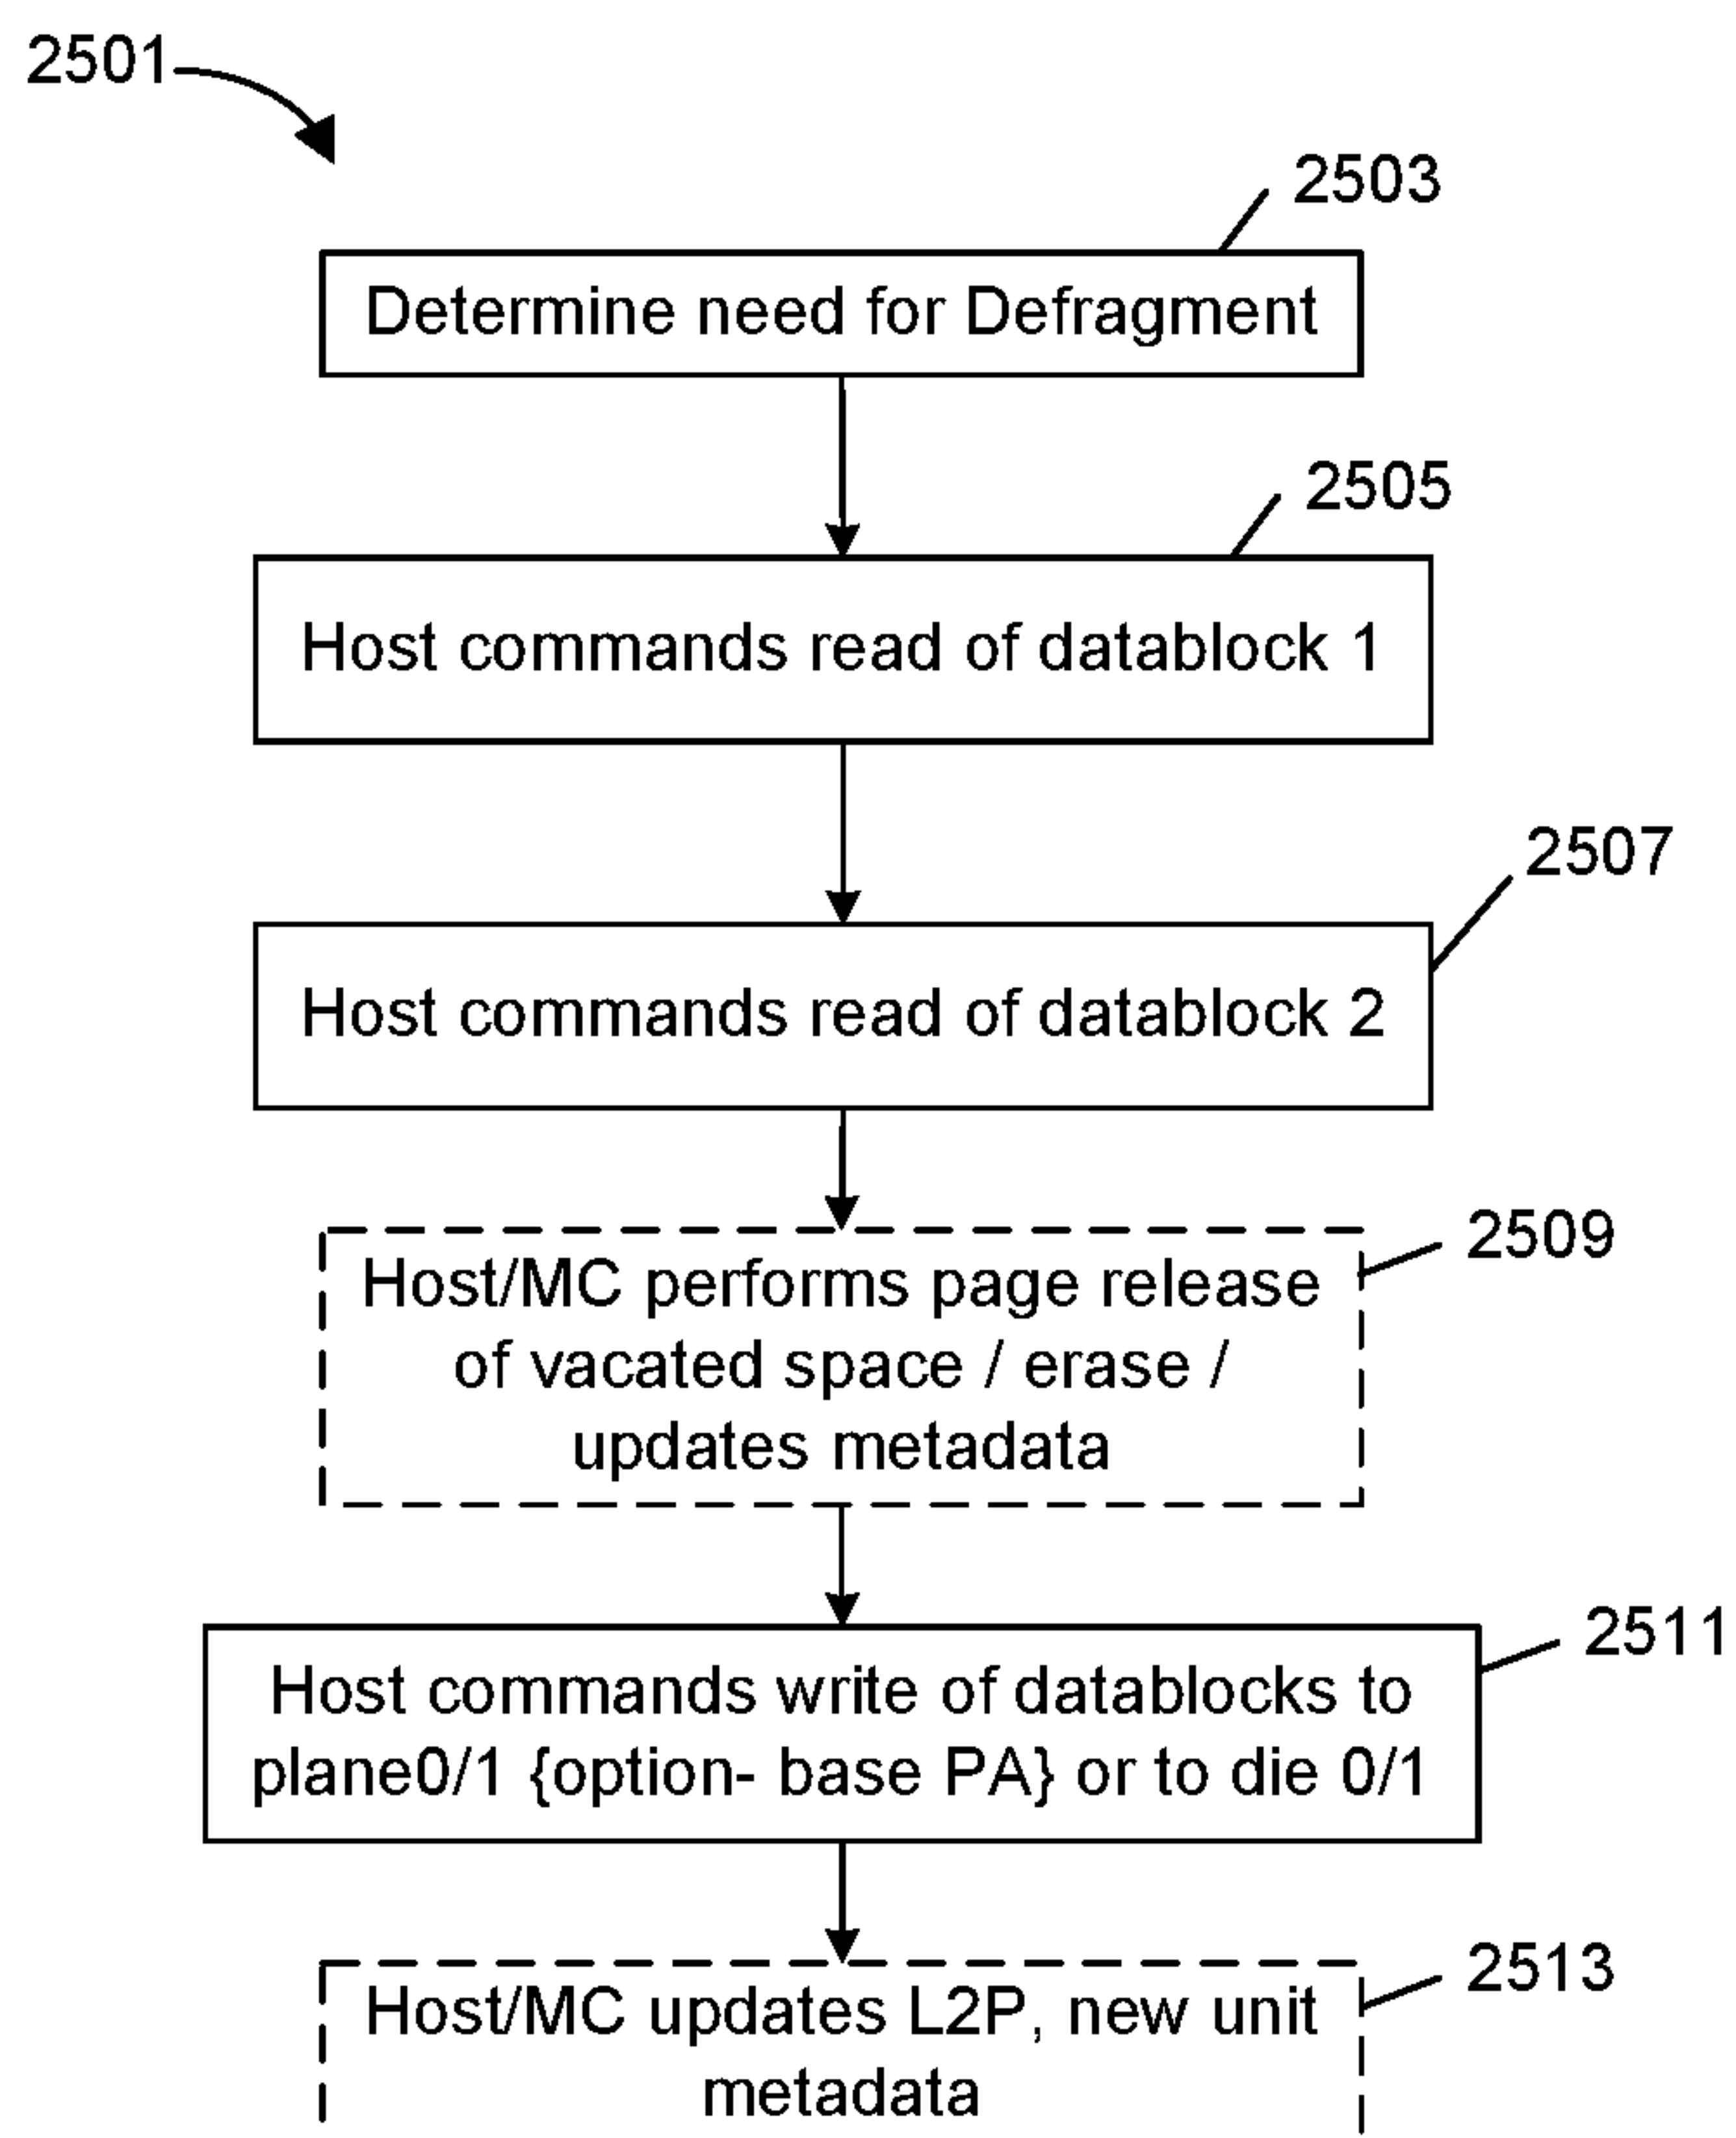 2501
2503
Determine need for Defragment
2505
Host commands read of datablock 1
2507
Host commands read of datablock 2
2509
Host/MC performs page release
of vacated space / erase /
updates metadata
2511
Host commands write of datablocks to
plane0/1 {option- base PA} or to die 0/1
2513
Host/MC updates L2P, new unit
metadata